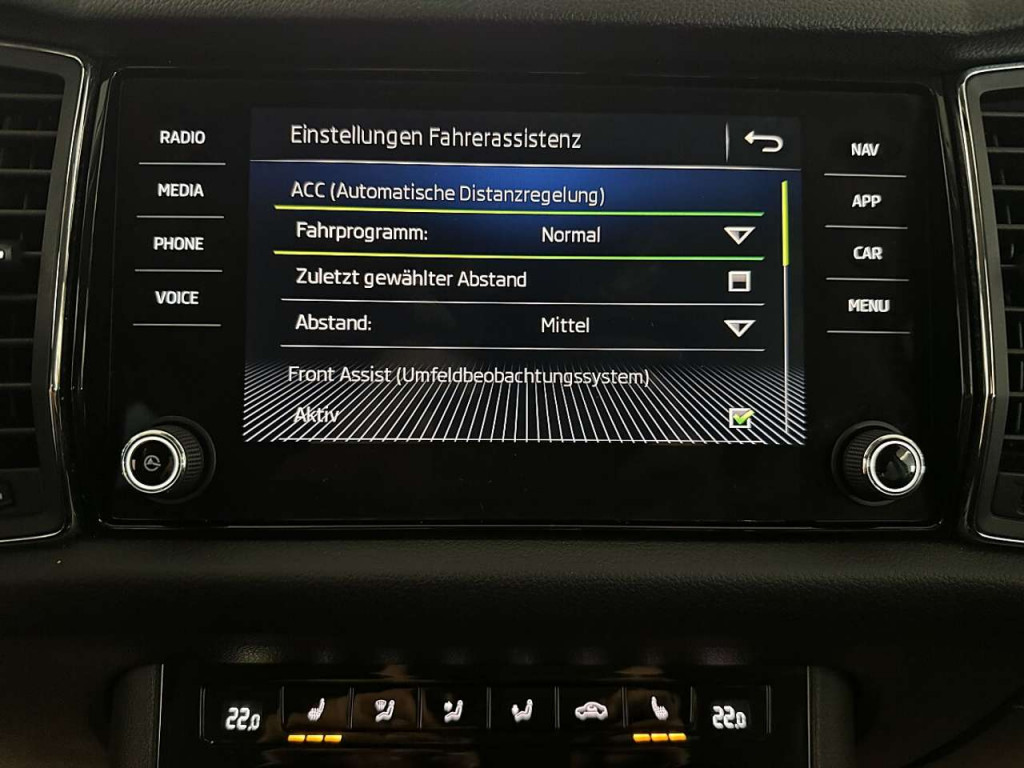 RADIO
MEDIA
PHONE
VOICE
Einstellungen Fahrerassistenz
ACC (Automatische Distanzregelung)
Fahrprogramm: Normal
Zuletzt gewählter Abstand
Abstand: Mittel
Front Assist (Umfeldbeobachtungssystem)
Aktiv
NAV
APP
CAR
MENU
22.0
22.0